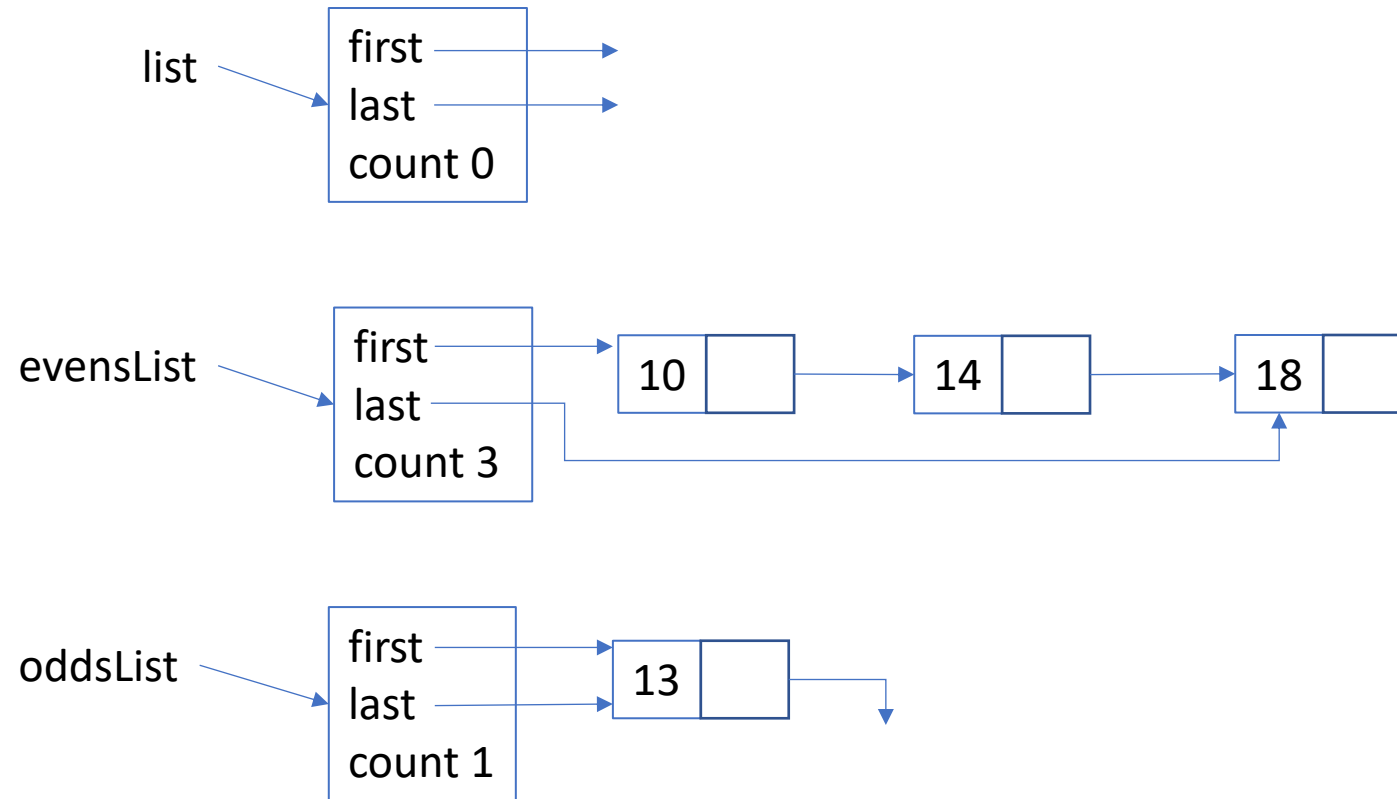 list
first
last
count 0
evensList
first
last
count 3
10
14
18
oddsList
first
last
count 1
13